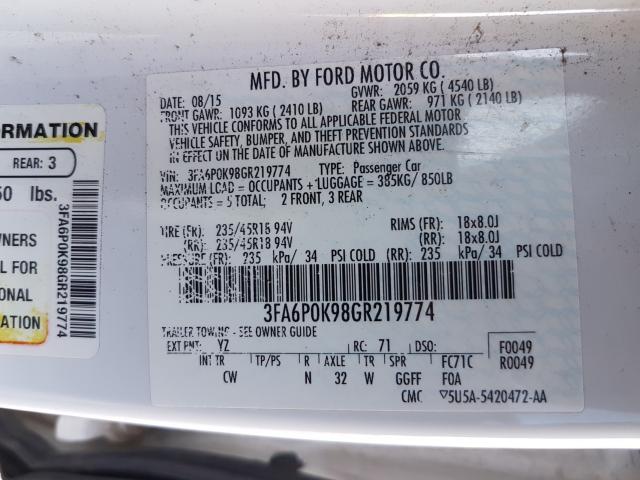 ORMATION
REAR: 3
50 lbs.
WNERS
L FOR
ONAL
ATION
3FA6P0K98GR219774
MFD. BY FORD MOTOR CO.
DATE: 08/15 GVWR: 2059 KG ( 4540 LB)
FRONT GAWR: 1093 KG ( 2410 LB) REAR GAWR: 971 KG ( 2140 LB)
THIS VEHICLE CONFORMS TO ALL APPLICABLE FEDERAL MOTOR
VEHICLE SAFETY, BUMPER, AND THEFT PREVENTION STANDARDS
IN EFFECT ON THE DATE OF MANUFACTURE SHOWN ABOVE.
VIN: 3FA6P0K98GR219774 TYPE: Passenger Car
MAXIMUM LOAD = OCCUPANTS + LUGGAGE = 385KG/ 850LB
OCCUPANTS = 5 TOTAL; 2 FRONT, 3 REAR
TIRE (FR): 235/45R18 94V RIMS (FR): 18x8.0J
(RR): 235/45R18 94V (RR): 18x8.0J
PRESSURE (FR): 235 kPa/ 34 PSI COLD (RR): 235 kPa/ 34 PSI COLD
3FA6P0K98GR219774
TRAILER TOWING - SEE OWNER GUIDE
EXT PNT: YZ RC: 71 DSO: F0049
INT TR TP/PS R AXLE TR SPR FC71C R0049
CW N 32 W GGFF FOA
CMC ▽5U5A-5420472-AA